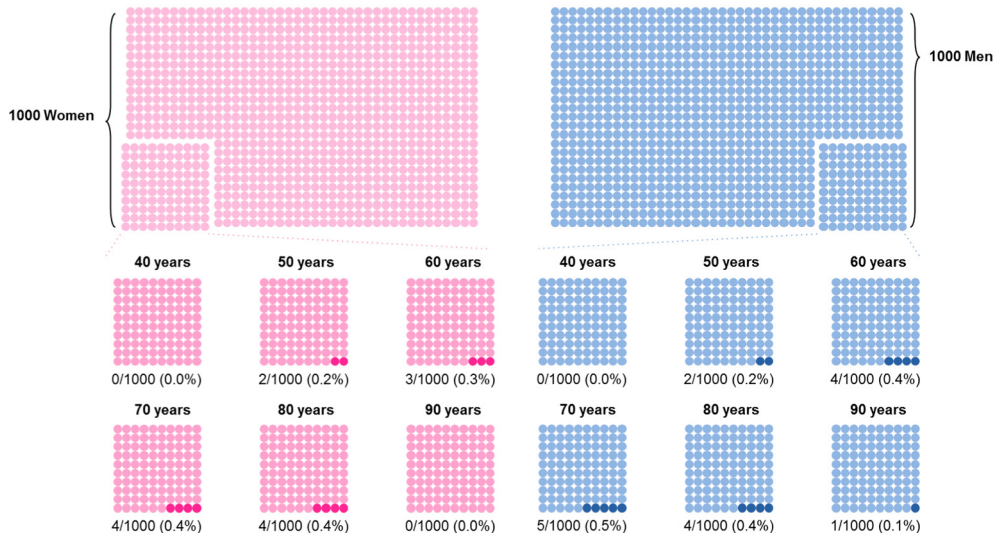 1000 Women
1000 Men
40 years
50 years
60 years
40 years
50 years
60 years
0/1000 (0.0%)
2/1000 (0.2%)
3/1000 (0.3%)
0/1000 (0.0%)
2/1000 (0.2%)
4/1000 (0.4%)
70 years
80 years
90 years
70 years
80 years
90 years
4/1000 (0.4%)
4/1000 (0.4%)
0/1000 (0.0%)
5/1000 (0.5%)
4/1000 (0.4%)
1/1000 (0.1%)